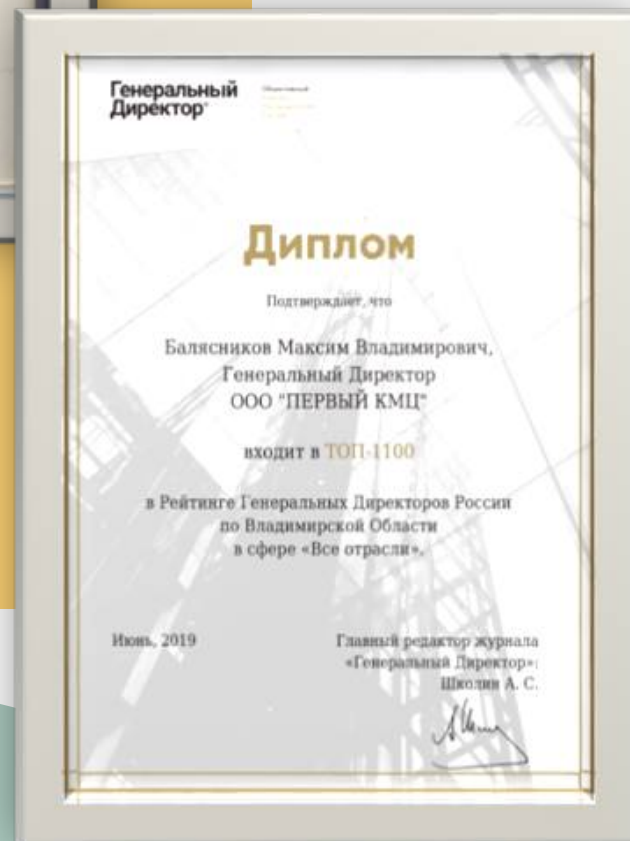 Генеральный
Директор
Диплом
Подтверждает, что
Балясников Максим Владимирович,
Генеральный Директор
ООО "ПЕРВЫЙ КМЦ"
входит в ТОП-1100
в Рейтинге Генеральных Директоров России
по Владимирской Области
в сфере «Все отрасли».
Июнь, 2019
Главный редактор журнала
«Генеральный Директор»:
Школин А. С.